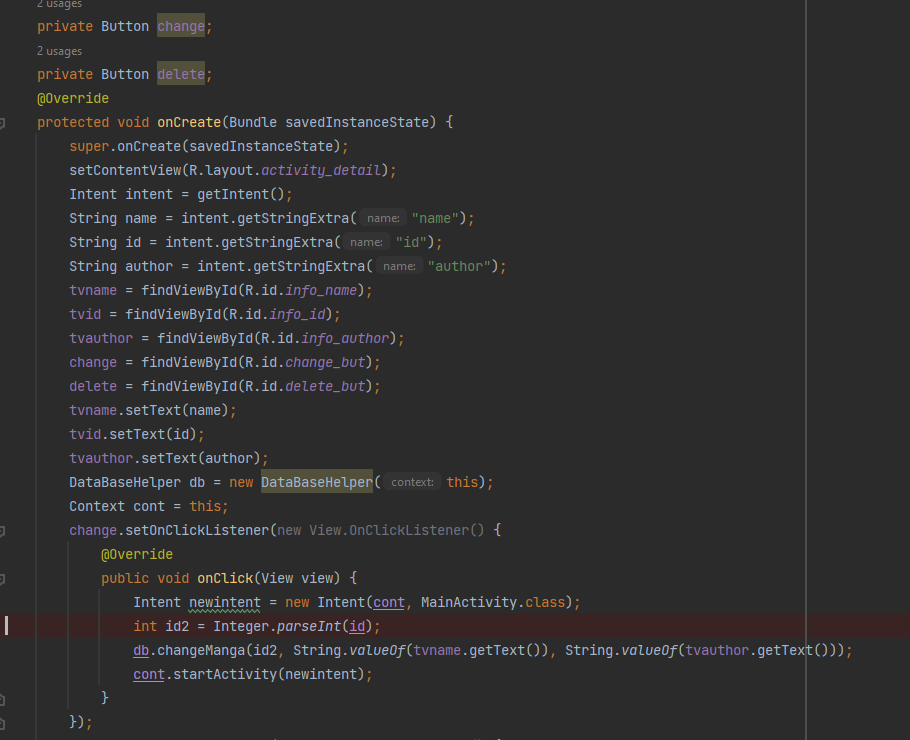 2 usages
private Button change;
2 usages
private Button delete;
@Override
protected void onCreate(Bundle savedInstanceState) {
super.onCreate(savedInstanceState);
setContentView(R.layout.activity_detail);
Intent intent = getIntent();
String name = intent.getStringExtra( name: "name");
String id = intent.getStringExtra( name: "id");
String author = intent.getStringExtra( name: "author");
tvname = findViewById(R.id.info_name);
tvid = findViewById(R.id.info_id);
tvauthor = findViewById(R.id.info_author);
change = findViewById(R.id.change_but);
delete = findViewById(R.id.delete_but);
tvname.setText(name);
tvid.setText(id);
tvauthor.setText(author);
DataBaseHelper db = new DataBaseHelper( context: this);
Context cont = this;
change.setOnClickListener(new View.OnClickListener() {
@Override
public void onClick(View view) {
Intent newintent = new Intent(cont, MainActivity.class);
int id2 = Integer.parseInt(id);
db.changeManga(id2, String.valueOf(tvname.getText()), String.valueOf(tvauthor.getText()));
cont.startActivity(newintent);
}
});